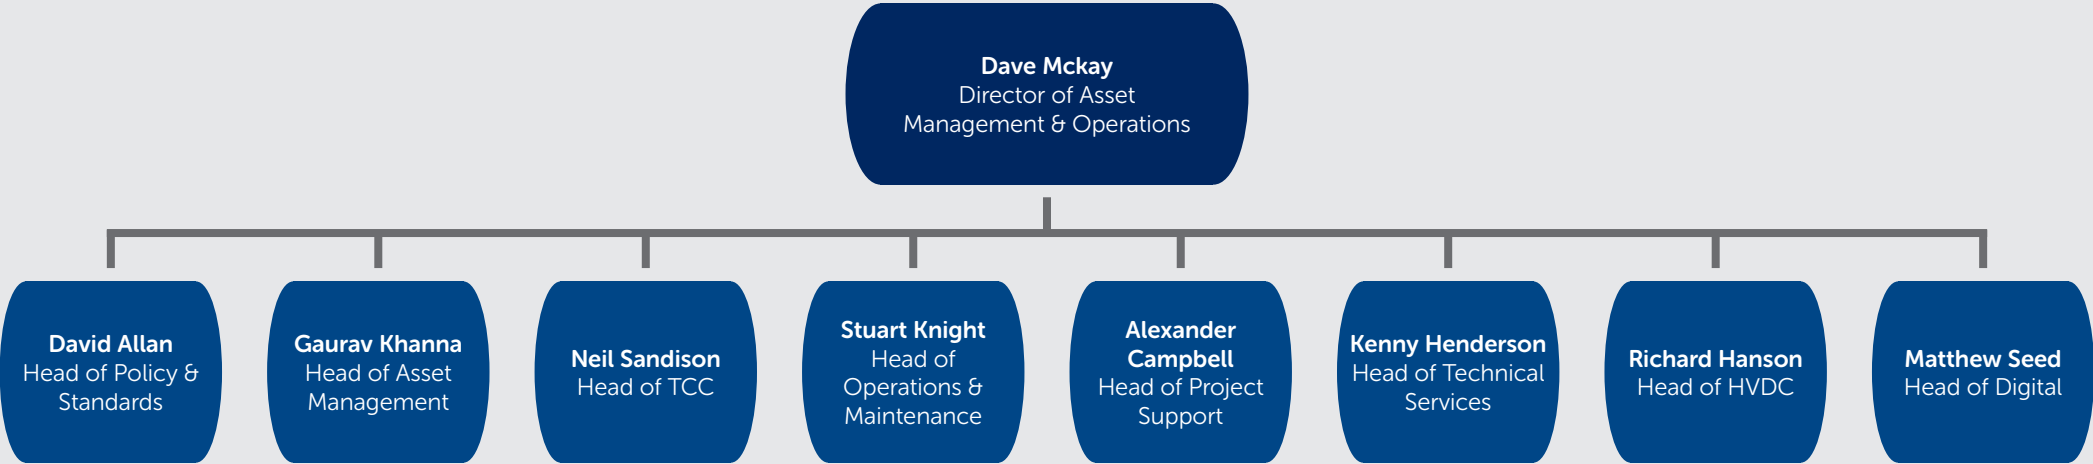 Dave Mckay
Director of Asset
Management & Operations
David Allan
Head of Policy &
Standards
Gaurav Khanna
Head of Asset
Management
Neil Sandison
Head of TCC
Stuart Knight
Head of
Operations &
Maintenance
Alexander
Campbell
Head of Project
Support
Kenny Henderson
Head of Technical
Services
Richard Hanson
Head of HVDC
Matthew Seed
Head of Digital